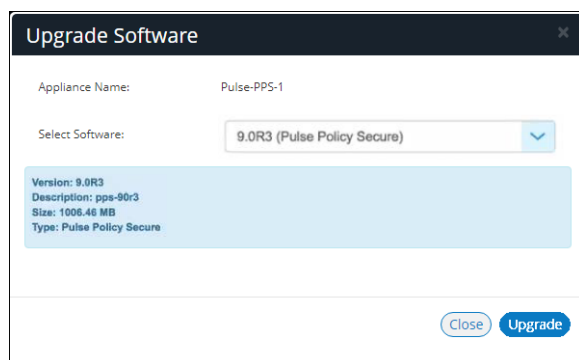 Upgrade Software
Appliance Name: Pulse-PPS-1
Select Software: 9.0R3 (Pulse Policy Secure)
Version: 9.0R3
Description: pps-90r3
Size: 1006.46 MB
Type: Pulse Policy Secure
Close Upgrade